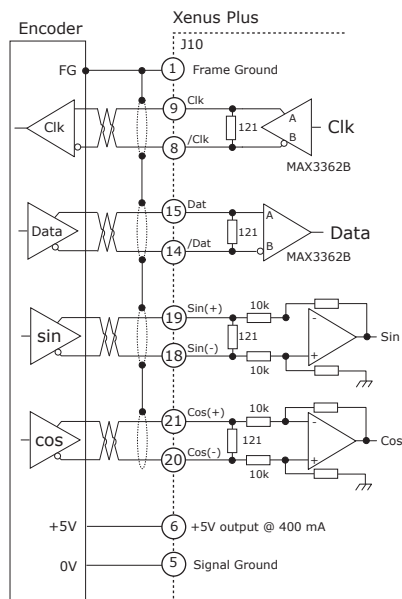 Encoder
Xenus Plus
J10
FG
1
Frame Ground
Clk
9
Clk
121
A
B
Clk
8
/Clk
MAX3362B
Data
15
Dat
121
A
B
Data
14
/Dat
MAX3362B
sin
19
Sin(+)
10k
121
-
+
Sin
18
Sin(-)
10k
cos
21
Cos(+)
10k
121
-
+
Cos
20
Cos(-)
10k
+5V
6
+5V output @ 400 mA
0V
5
Signal Ground